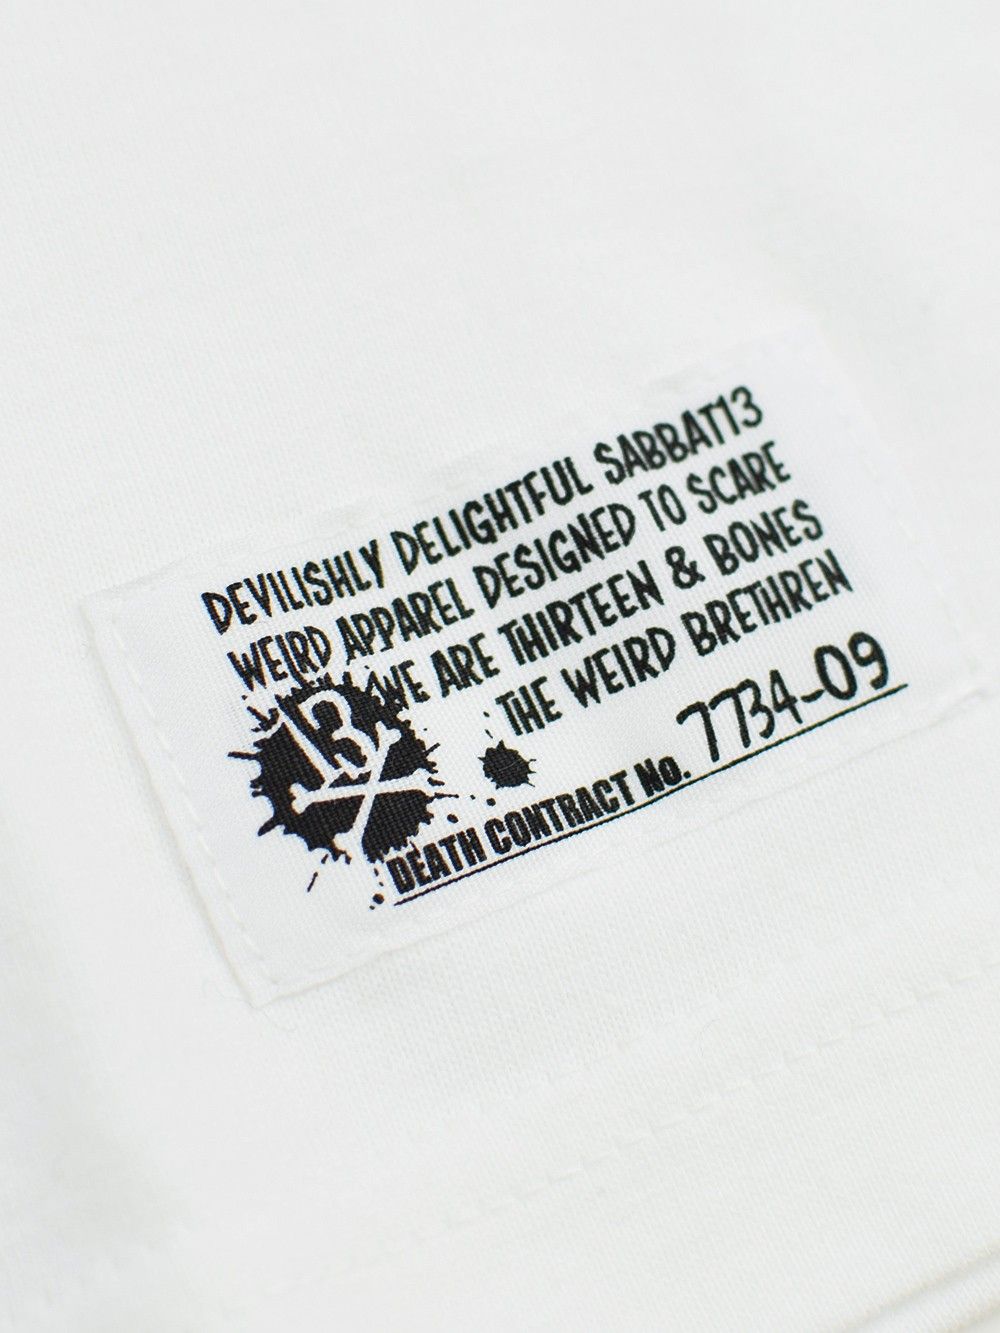 DEVILISHLY DELIGHTFUL SABBAT13
WEIRD APPAREL DESIGNED TO SCARE
WE ARE THIRTEEN & BONES
THE WEIRD BRETHREN
13
DEATH CONTRACT No. 7734-09